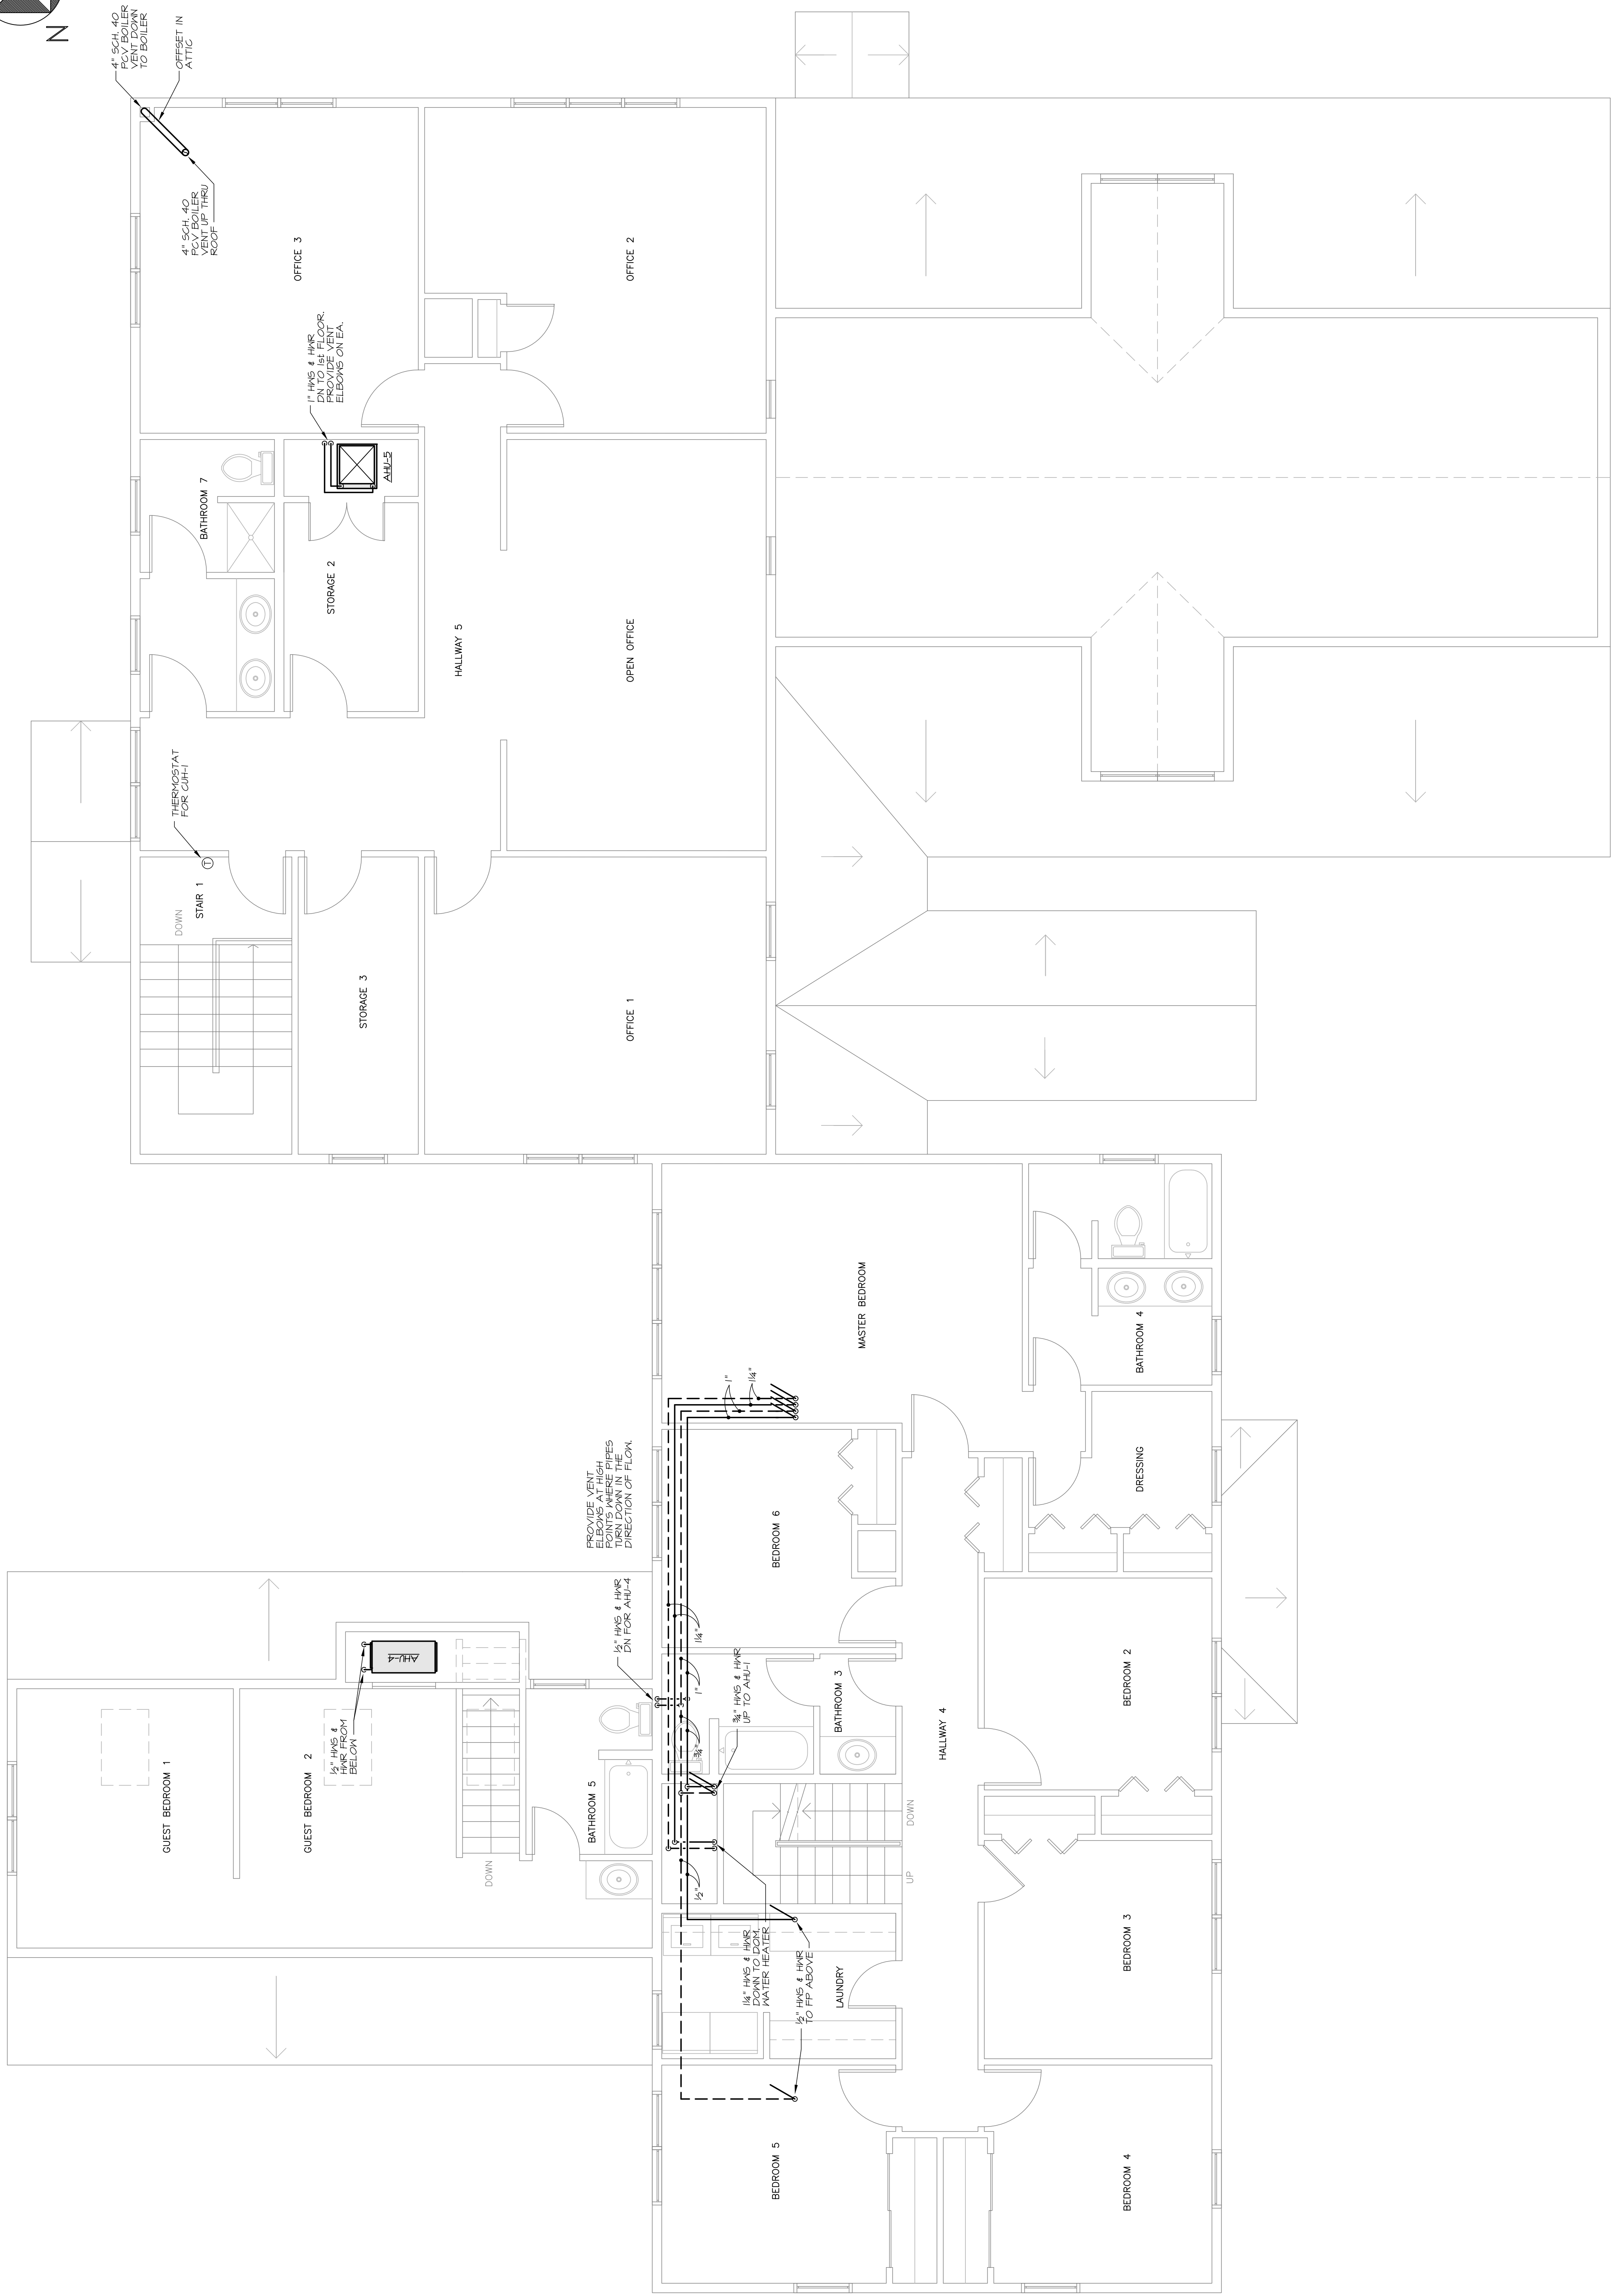 N
4" SCH. 40
PCV BOILER
VENT DOWN
TO BOILER
OFFSET IN
ATTIC
4" SCH. 40
PCV BOILER
VENT UP THRU
ROOF
OFFICE 3
OFFICE 2
1" HWS & HWR
DN TO 1st FLOOR.
PROVIDE VENT
ELBOWS ON EA.
AHU-5
BATHROOM 7
STORAGE 2
HALLWAY 5
OPEN OFFICE
THERMOSTAT
FOR CUH-1
T
STAIR 1
DOWN
STORAGE 3
OFFICE 1
MASTER BEDROOM
BATHROOM 4
DRESSING
1"
1¼"
PROVIDE VENT
ELBOWS AT HIGH
POINTS WHERE PIPES
TURN DOWN IN THE
DIRECTION OF FLOW.
BEDROOM 6
½" HWS & HWR
DN FOR AHU-4
1¼"
1"
¾"
½"
¾" HWS & HWR
UP TO AHU-1
BATHROOM 3
HALLWAY 4
BEDROOM 2
AHU-4
½" HWS &
HWR FROM
BELOW
GUEST BEDROOM 1
GUEST BEDROOM 2
DOWN
BATHROOM 5
DOWN
UP
1¼" HWS & HWR
DOWN TO DOM.
WATER HEATER
½" HWS & HWR
TO FP ABOVE
LAUNDRY
BEDROOM 3
BEDROOM 5
BEDROOM 4